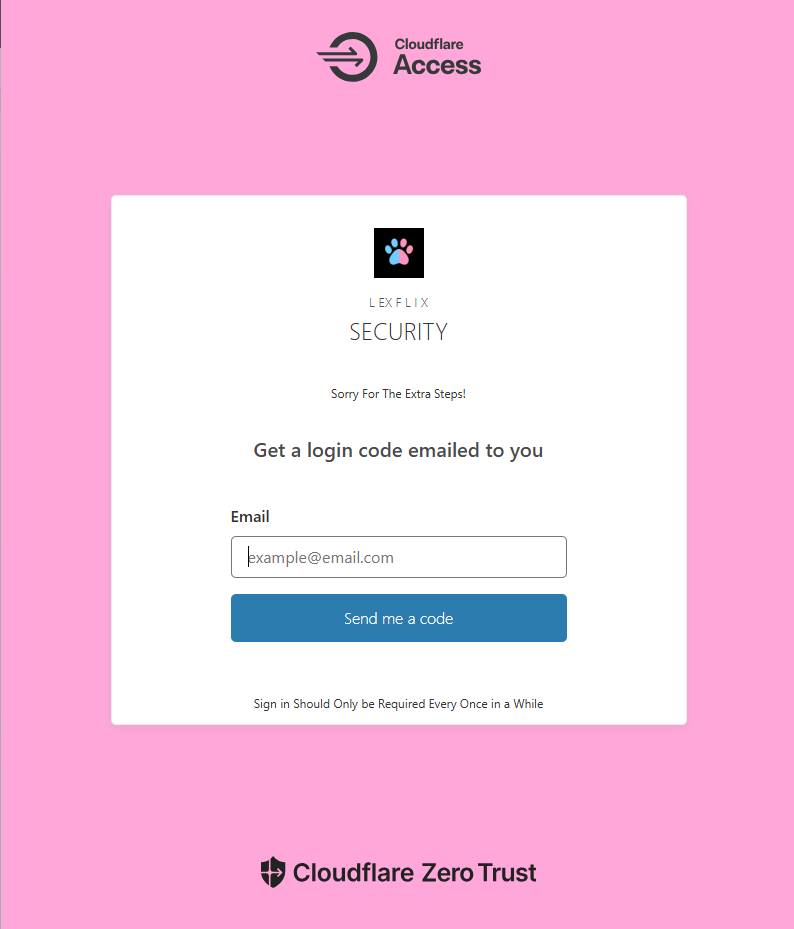 Cloudflare
Access
LEXFLIX
SECURITY
Sorry For The Extra Steps!
Get a login code emailed to you
Email
example@email.com
Send me a code
Sign in Should Only be Required Every Once in a While
Cloudflare Zero Trust